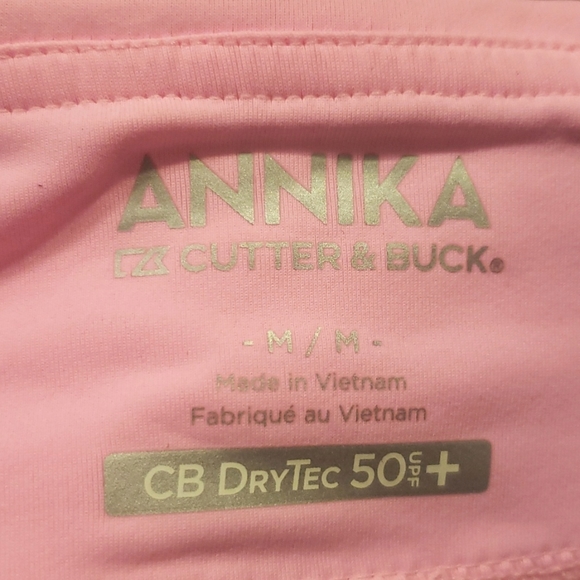 ANNIKA
CUTTER & BUCK®
- M / M -
Made in Vietnam
Fabriqué au Vietnam
CB DRYTEC 50 UPF +